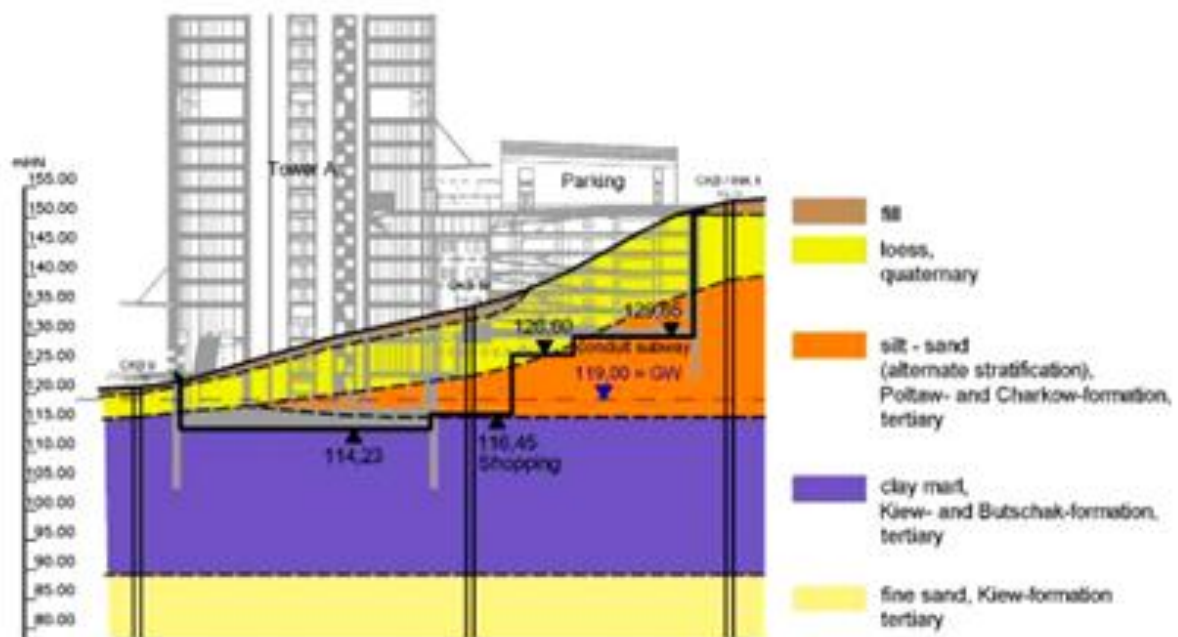 Tower A
Parking
mHN
155.00
150.00
145.00
140.00
135.00
130.00
125.00
120.00
115.00
110.00
105.00
100.00
95.00
90.00
85.00
80.00
129,65
126,60
conduit subway
119,00 = GW
116,45
Shopping
114,23
fill
loess,
quaternary
silt - sand
(alternate stratification),
Poltaw- and Charkow-formation,
tertiary
clay marl,
Kiew- and Butschak-formation,
tertiary
fine sand, Kiew-formation
tertiary